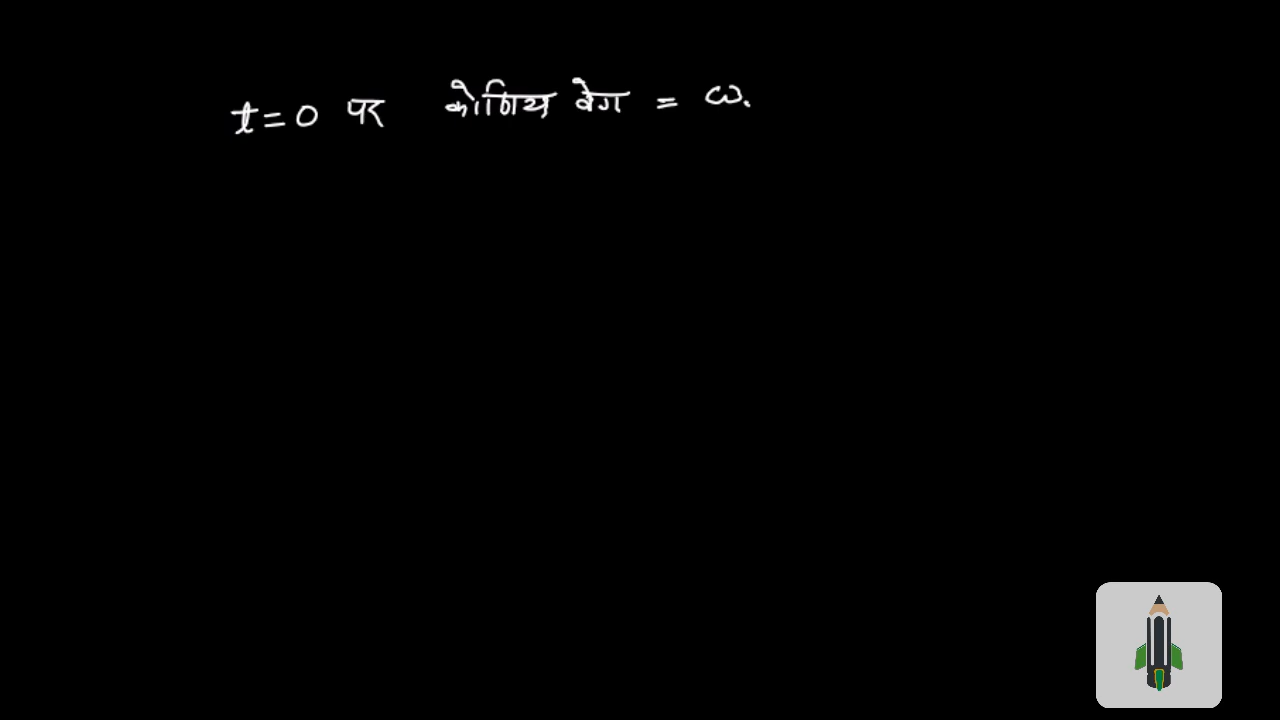 t=0 पर कोणिय वेग = ω.